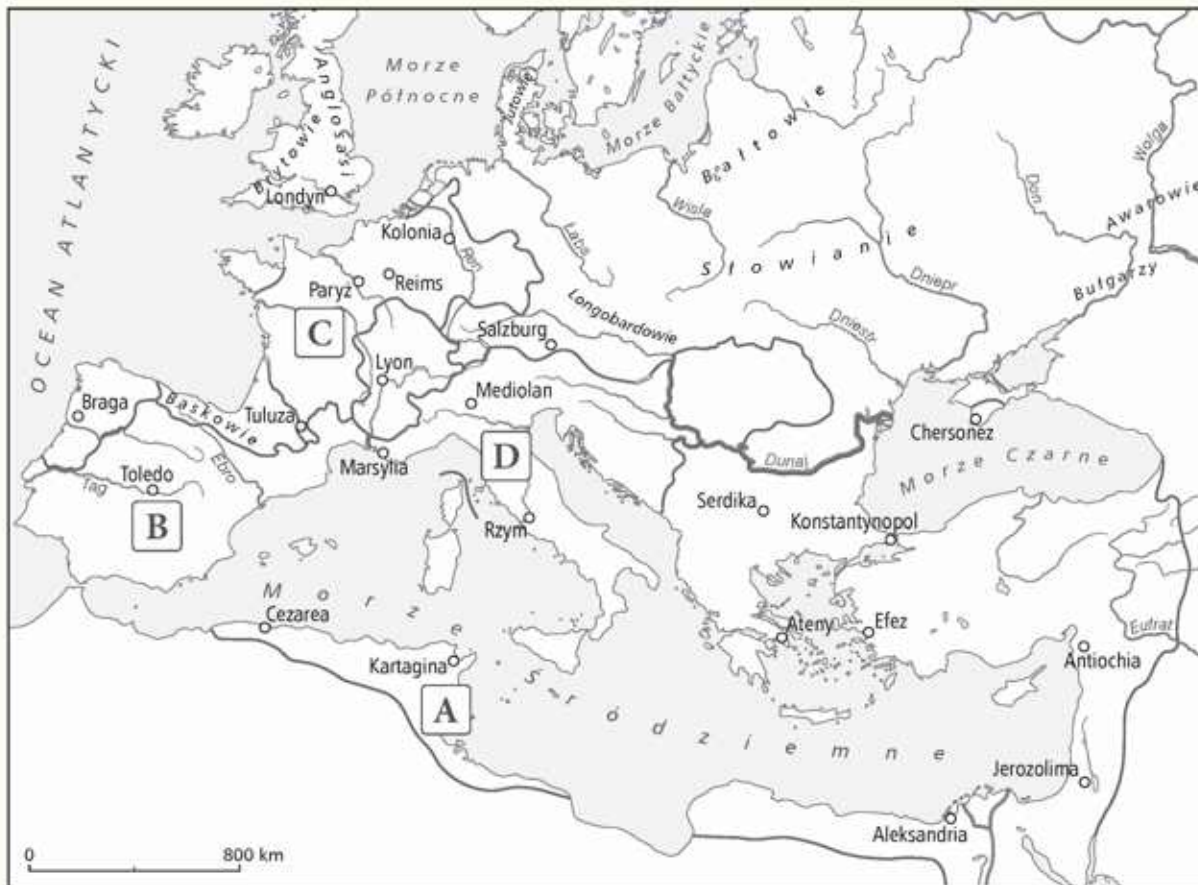 OCEAN ATLANTYCKI
Morze
Północne
Anglosasi
Brytowie
Londyn
Jutowie
Morze Bałtyckie
Bałtowie
Wołga
Don
Awarowie
Bułgarzy
Wisła
Łaba
Słowianie
Dniepr
Dniestr
Kolonia
Ren
Paryż
Reims
Longobardowie
Salzburg
C
Lyon
Mediolan
Braga
Baskowie
Tuluza
Marsylia
D
Toledo
Ebro
Tag
B
Rzym
Dunaj
Serdika
Konstantynopol
Chersonez
Morze Czarne
Morze
Śródziemne
Cezarea
Kartagina
A
Ateny
Efez
Eufrat
Antiochia
Jerozolima
Aleksandria
0 800 km